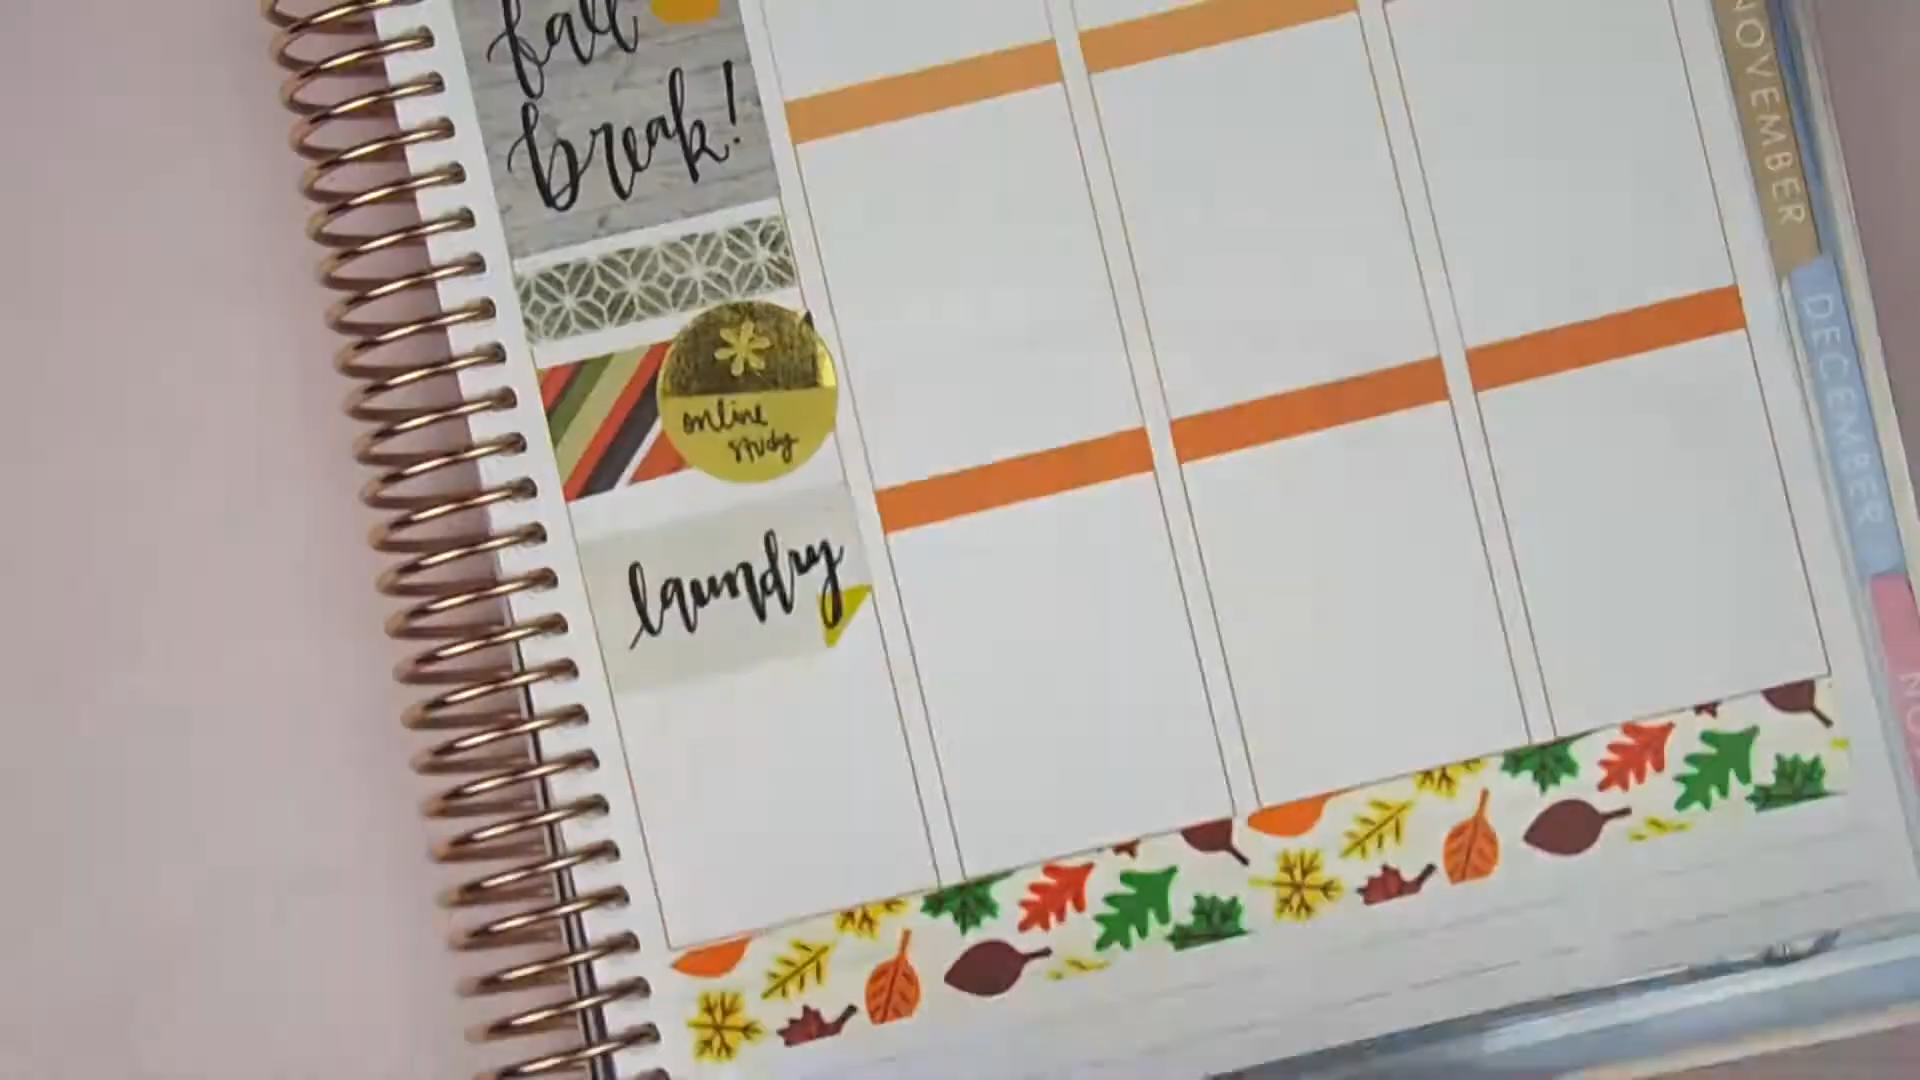 fall
break!
online
study
laundry
NOVEMBER
DECEMBER